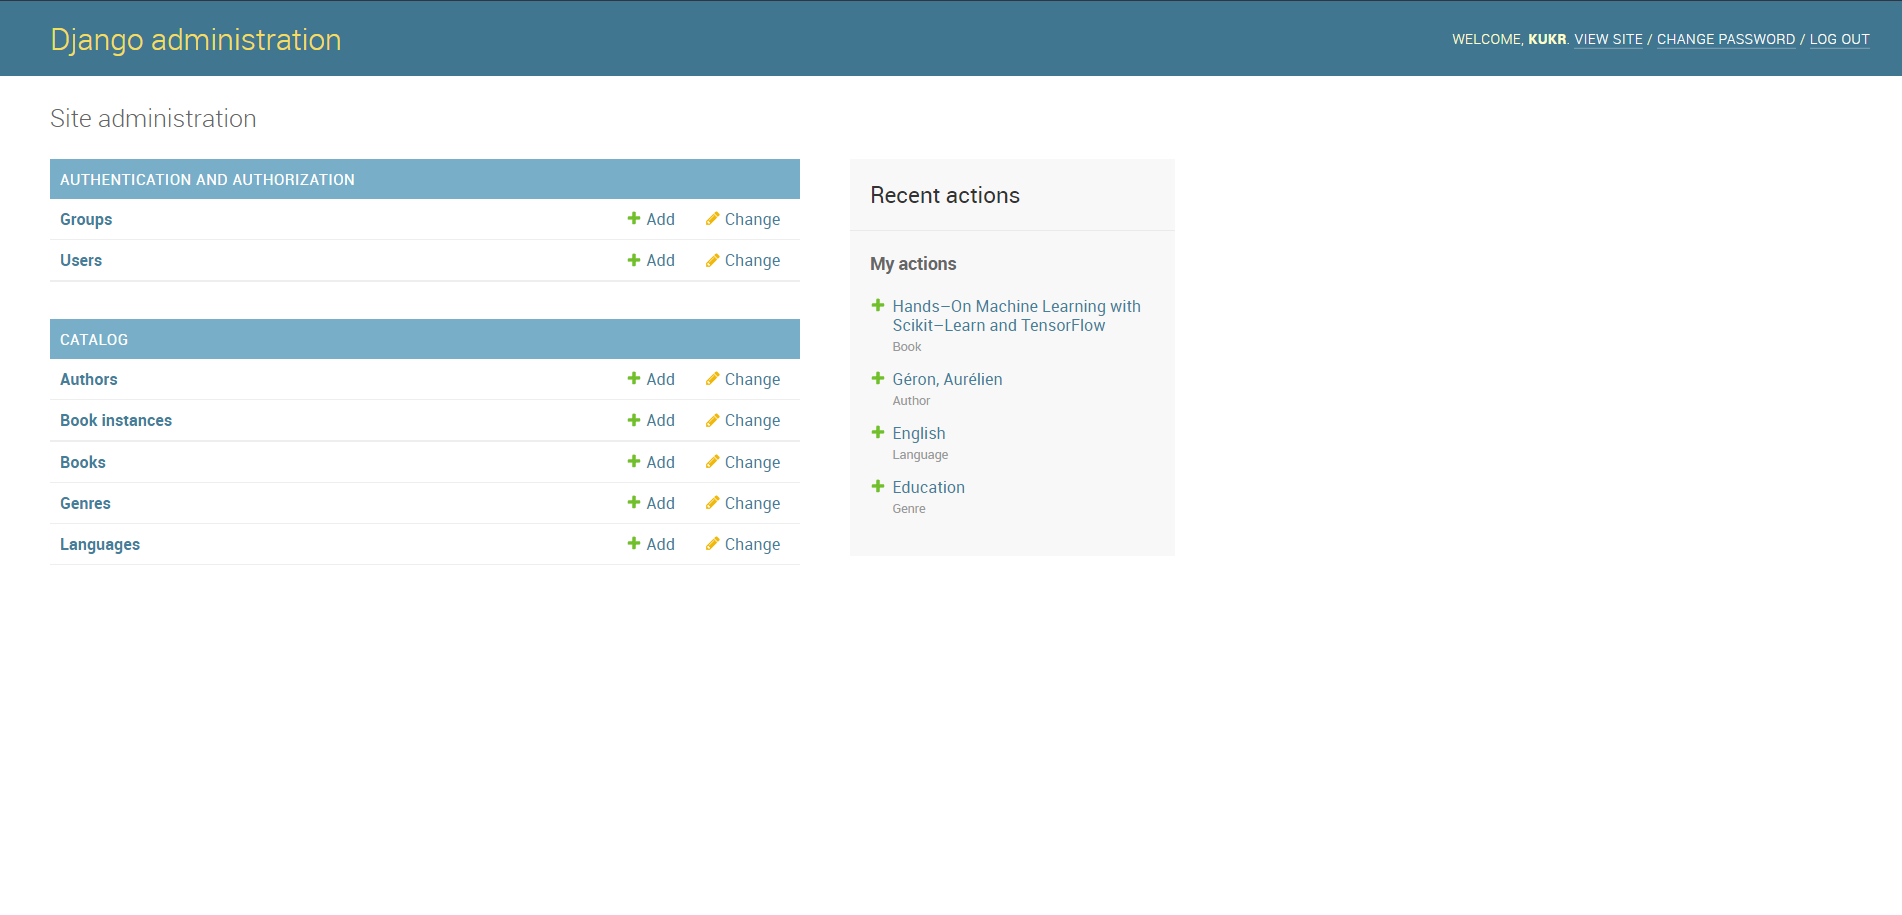 Django administration
WELCOME, KUKR. VIEW SITE / CHANGE PASSWORD / LOG OUT
Site administration
AUTHENTICATION AND AUTHORIZATION
Groups Add Change
Users Add Change
CATALOG
Authors Add Change
Book instances Add Change
Books Add Change
Genres Add Change
Languages Add Change
Recent actions
My actions
Hands–On Machine Learning with
Scikit–Learn and TensorFlow
Book
Géron, Aurélien
Author
English
Language
Education
Genre